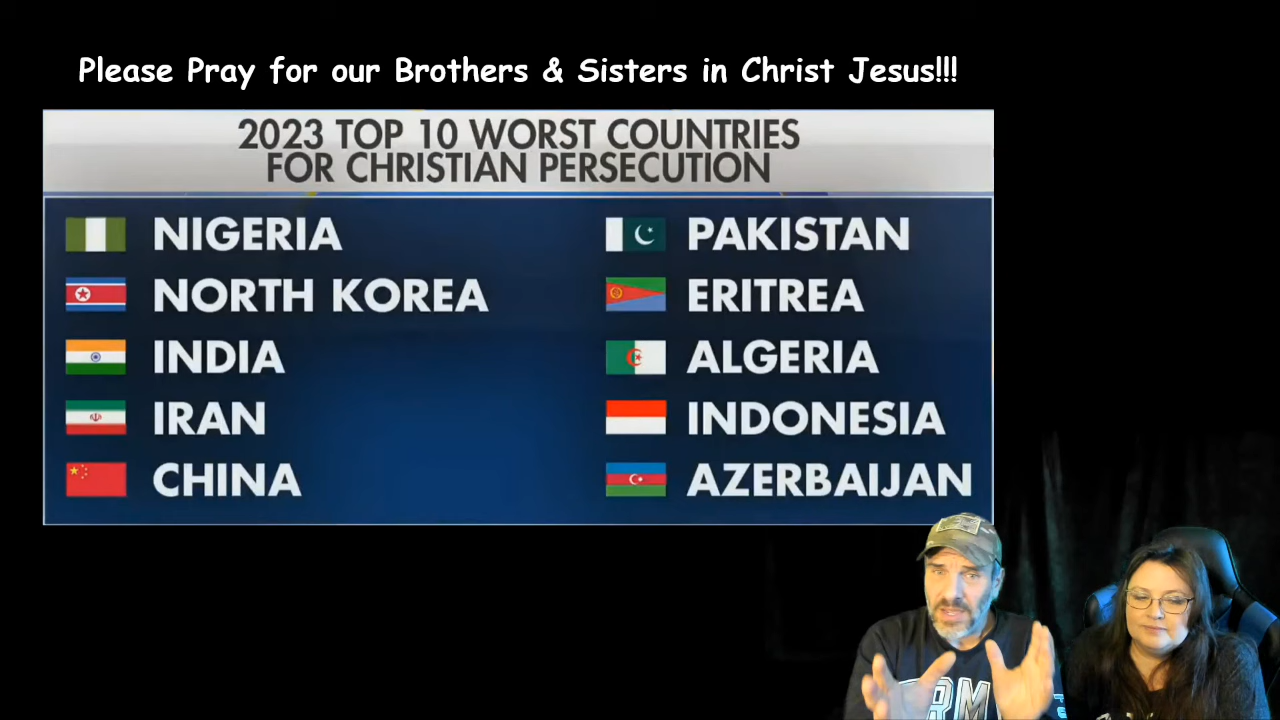 Please Pray for our Brothers & Sisters in Christ Jesus!!!
2023 TOP 10 WORST COUNTRIES
FOR CHRISTIAN PERSECUTION
NIGERIA
NORTH KOREA
INDIA
IRAN
CHINA
PAKISTAN
ERITREA
ALGERIA
INDONESIA
AZERBAIJAN